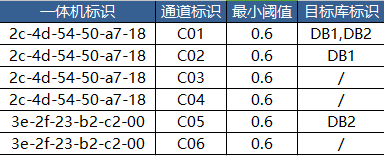 一体机标识 通道标识 最小阈值 目标库标识
2c-4d-54-50-a7-18 C01 0.6 DB1,DB2
2c-4d-54-50-a7-18 C02 0.6 DB1
2c-4d-54-50-a7-18 C03 0.6 /
2c-4d-54-50-a7-18 C04 0.6 /
3e-2f-23-b2-c2-00 C05 0.6 DB2
3e-2f-23-b2-c2-00 C06 0.6 /